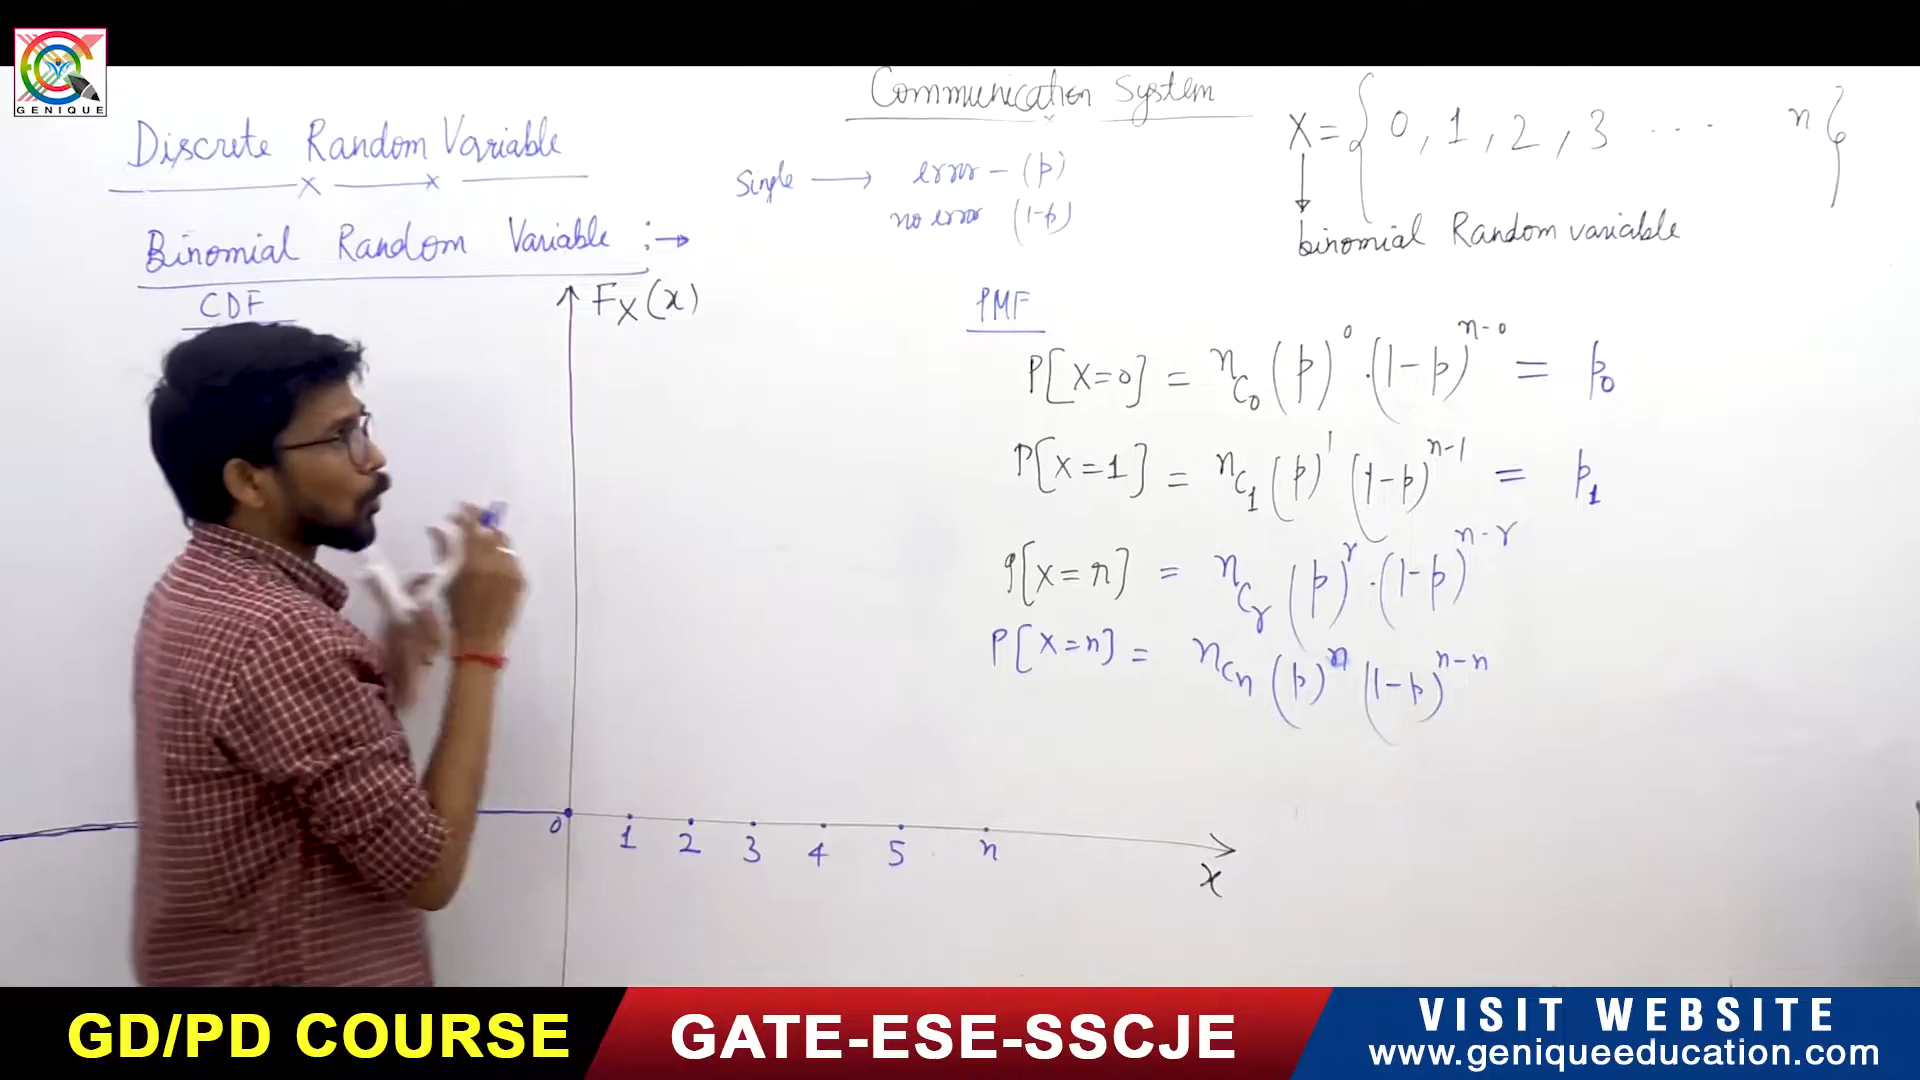 GENIQUE
Communication System
Discrete Random Variable
Single → error - (p)
no error (1-p)
X = { 0, 1, 2, 3 ... n }
binomial Random variable
Binomial Random Variable :→
CDF
F_X(x)
PMF
P[X=0] = ⁿC₀ (p)⁰ · (1-p)ⁿ⁻⁰ = p₀
P[X=1] = ⁿC₁ (p)¹ (1-p)ⁿ⁻¹ = p₁
P[X=r] = ⁿCᵣ (p)ʳ · (1-p)ⁿ⁻ʳ
P[X=n] = ⁿCₙ (p)ⁿ (1-p)ⁿ⁻ⁿ
0 1 2 3 4 5 n
x
GD/PD COURSE
GATE-ESE-SSCJE
VISIT WEBSITE
www.geniqueeducation.com